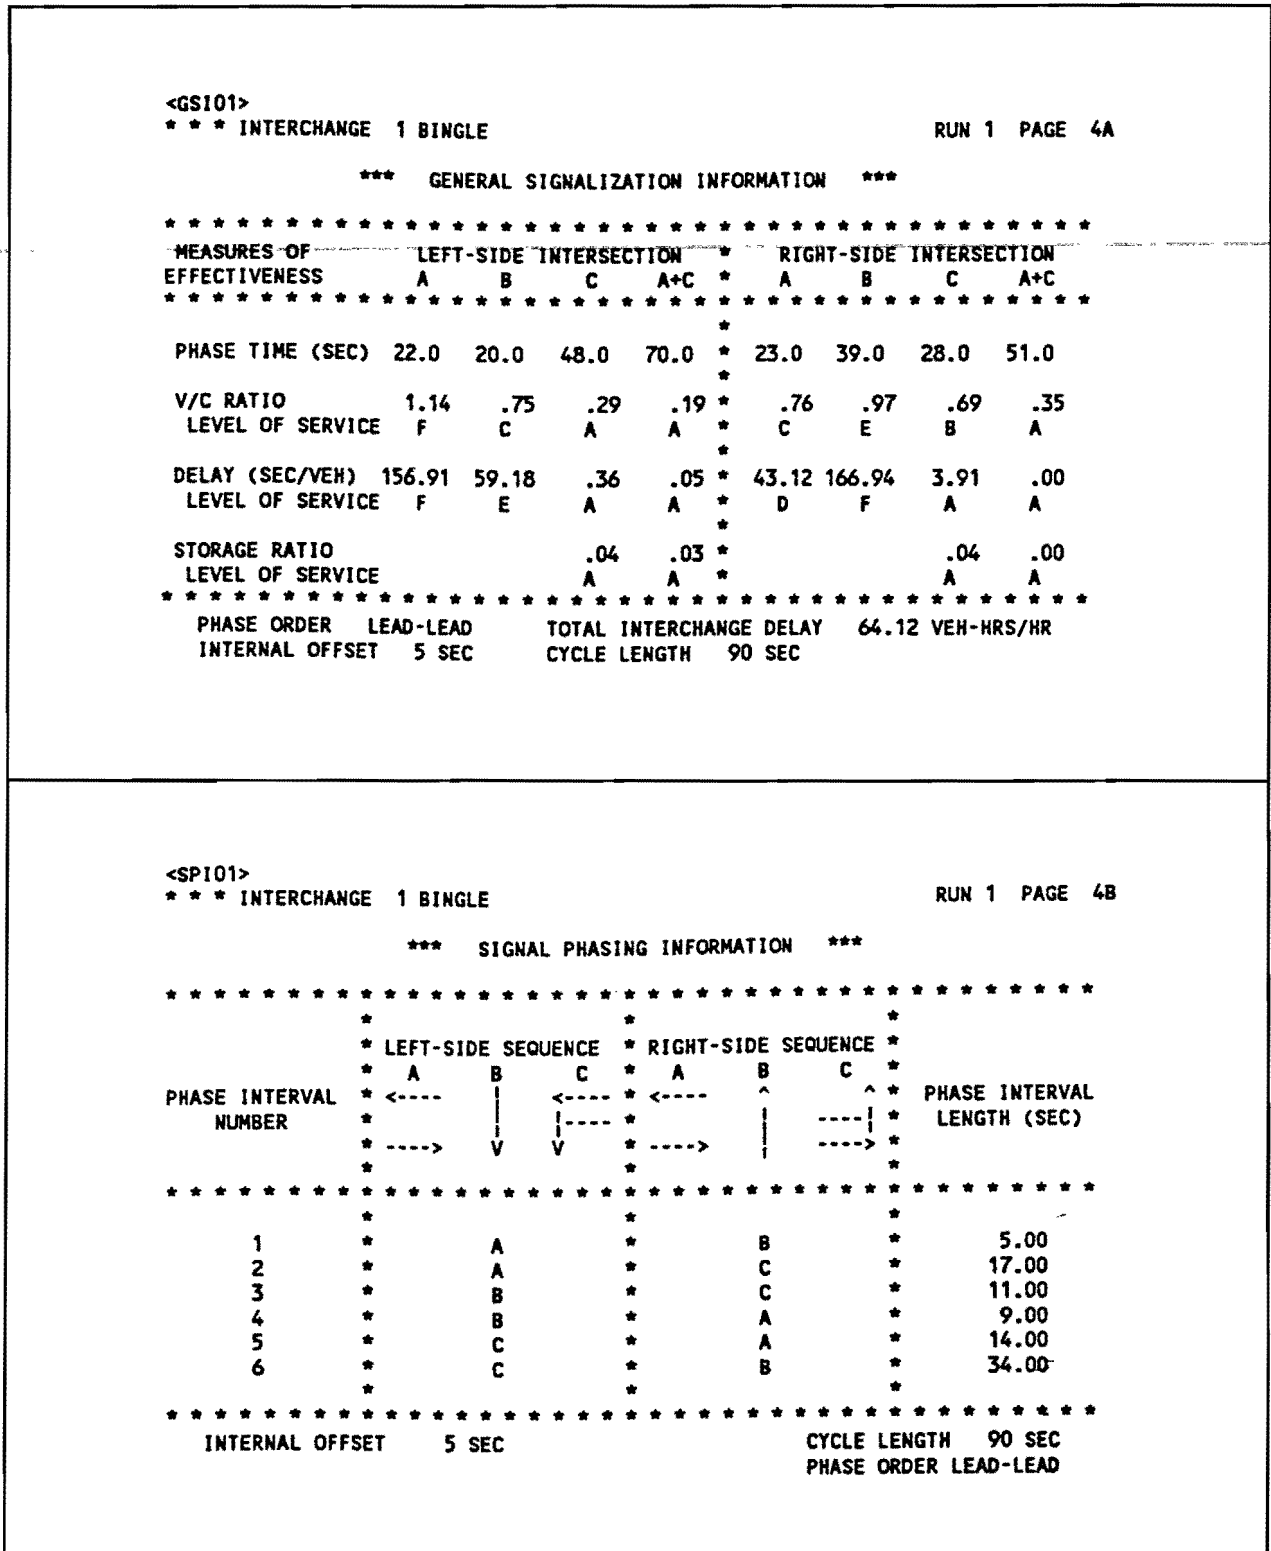 <GSI01>
* * * INTERCHANGE 1 BINGLE RUN 1 PAGE 4A
*** GENERAL SIGNALIZATION INFORMATION ***
* * * * * * * * * * * * * * * * * * * * * * * * * * * * * * * * * * * * * * *
MEASURES OF LEFT-SIDE INTERSECTION * RIGHT-SIDE INTERSECTION
EFFECTIVENESS A B C A+C * A B C A+C
* * * * * * * * * * * * * * * * * * * * * * * * * * * * * * * * * * * * * * *
*
PHASE TIME (SEC) 22.0 20.0 48.0 70.0 * 23.0 39.0 28.0 51.0
*
V/C RATIO 1.14 .75 .29 .19 * .76 .97 .69 .35
LEVEL OF SERVICE F C A A * C E B A
*
DELAY (SEC/VEH) 156.91 59.18 .36 .05 * 43.12 166.94 3.91 .00
LEVEL OF SERVICE F E A A * D F A A
*
STORAGE RATIO .04 .03 * .04 .00
LEVEL OF SERVICE A A * A A
* * * * * * * * * * * * * * * * * * * * * * * * * * * * * * * * * * * * * * *
PHASE ORDER LEAD-LEAD TOTAL INTERCHANGE DELAY 64.12 VEH-HRS/HR
INTERNAL OFFSET 5 SEC CYCLE LENGTH 90 SEC
<SPI01>
* * * INTERCHANGE 1 BINGLE RUN 1 PAGE 4B
*** SIGNAL PHASING INFORMATION ***
* * * * * * * * * * * * * * * * * * * * * * * * * * * * * * * * * * * * * * *
* * *
* LEFT-SIDE SEQUENCE * RIGHT-SIDE SEQUENCE *
* A B C * A B C *
PHASE INTERVAL * <---- | <---- * <---- ^ ^ * PHASE INTERVAL
NUMBER * | |---- * | ----| * LENGTH (SEC)
* ----> V V * ----> | ----> *
* * *
* * * * * * * * * * * * * * * * * * * * * * * * * * * * * * * * * * * * * * *
* * *
1 * A * B * 5.00
2 * A * C * 17.00
3 * B * C * 11.00
4 * B * A * 9.00
5 * C * A * 14.00
6 * C * B * 34.00
* * *
* * * * * * * * * * * * * * * * * * * * * * * * * * * * * * * * * * * * * * *
INTERNAL OFFSET 5 SEC CYCLE LENGTH 90 SEC
PHASE ORDER LEAD-LEAD